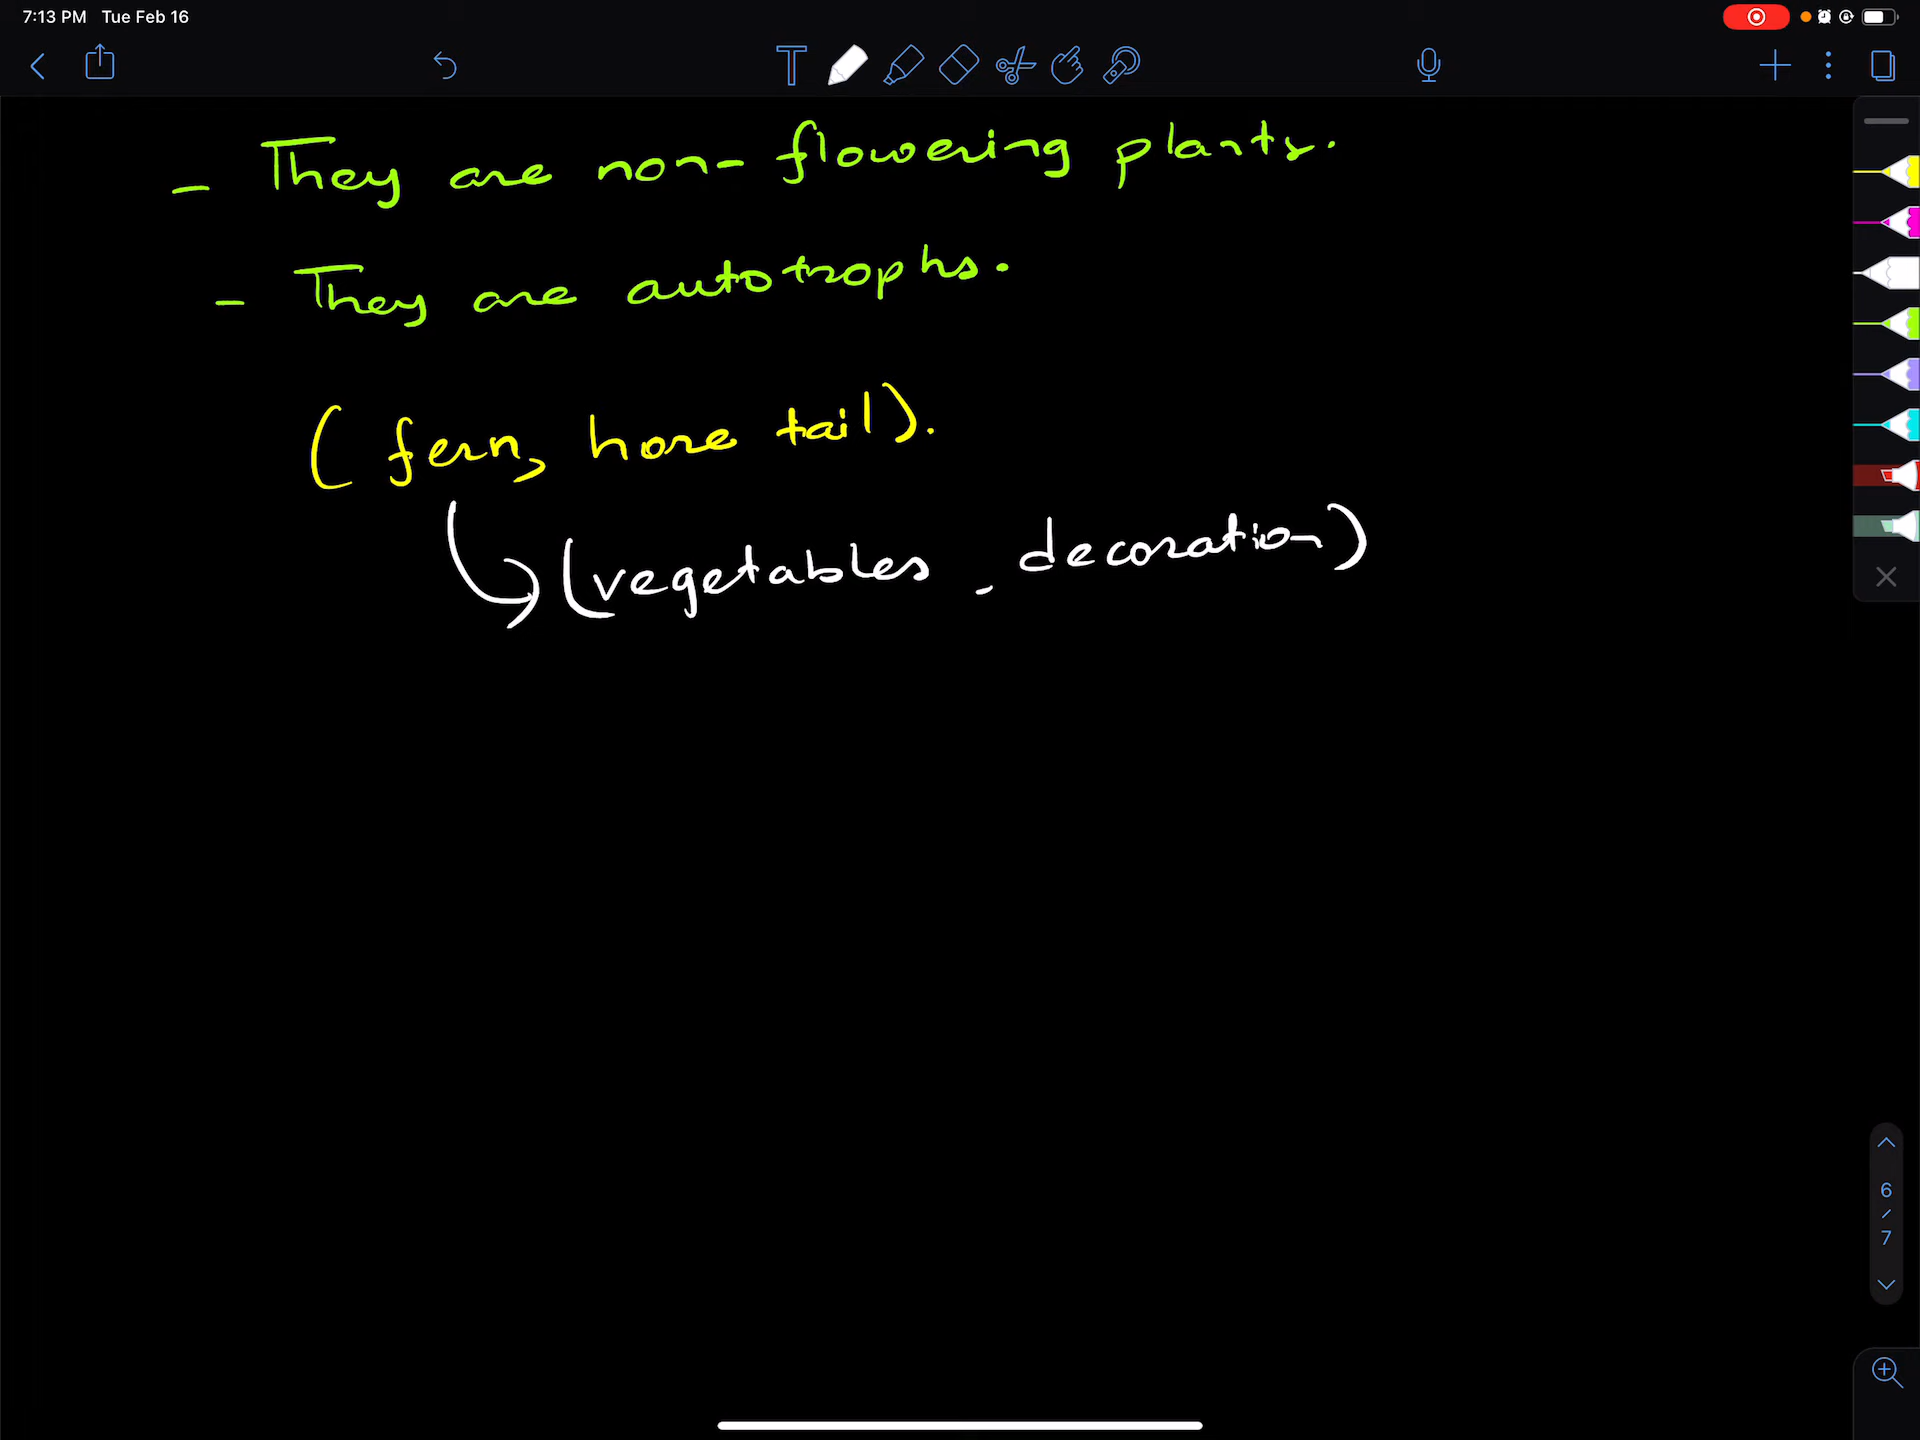 7:13 PM Tue Feb 16
- They are non-flowering plants.
- They are autotrophs.
(fern, horse tail).
(vegetables, decoration)
6
/
7